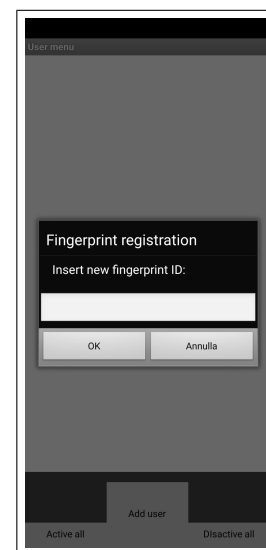 User menu
Fingerprint registration
Insert new fingerprint ID:
OK Annulla
Add user
Active all DIsactive all